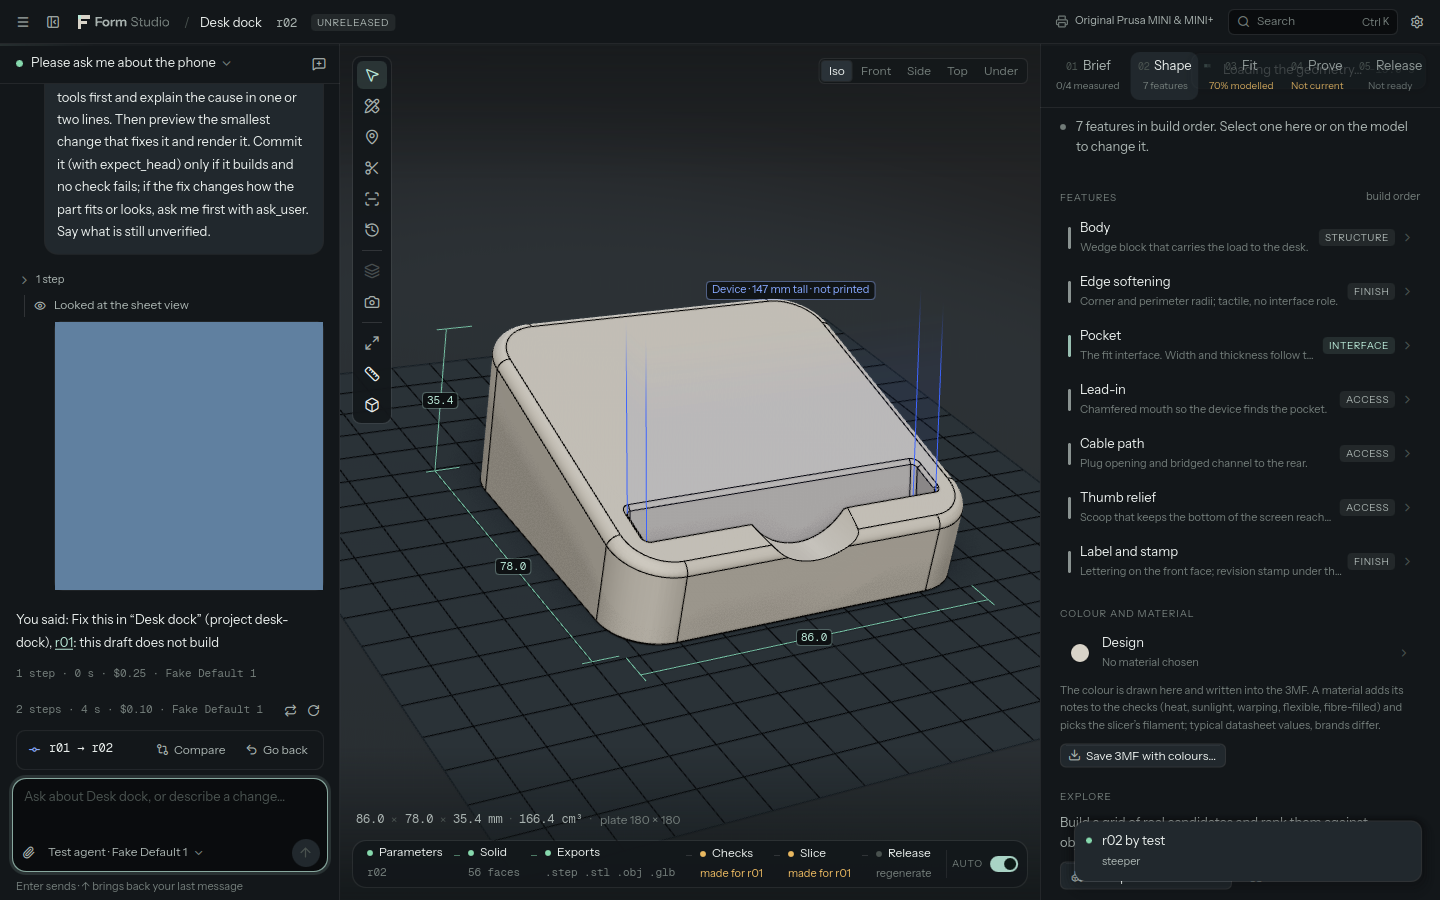 Form Studio / Desk dock r02 UNRELEASED
Original Prusa MINI & MINI+
Search Ctrl K
Please ask me about the phone
tools first and explain the cause in one or
two lines. Then preview the smallest
change that fixes it and render it. Commit
it (with expect_head) only if it builds and
no check fails; if the fix changes how the
part fits or looks, ask me first with ask_user.
Say what is still unverified.
1 step
Looked at the sheet view
You said: Fix this in “Desk dock” (project desk-
dock), r01: this draft does not build
1 step · 0 s · $0.25 · Fake Default 1
2 steps · 4 s · $0.10 · Fake Default 1
r01 → r02 Compare Go back
Ask about Desk dock, or describe a change…
Test agent · Fake Default 1
Enter sends · ↑ brings back your last message
Iso Front Side Top Under
Device · 147 mm tall · not printed
35.4
78.0
86.0
86.0 × 78.0 × 35.4 mm · 166.4 cm³ · plate 180 × 180
Parameters Solid Exports Checks Slice Release
r02 56 faces .step .stl .obj .glb made for r01 made for r01 regenerate
AUTO
01 Brief 02 Shape 03 Fit 04 Prove 05 Release
Loading the geometry…
0/4 measured 7 features 70% modelled Not current Not ready
7 features in build order. Select one here or on the model
to change it.
FEATURES build order
Body
Wedge block that carries the load to the desk.
STRUCTURE
Edge softening
Corner and perimeter radii; tactile, no interface role.
FINISH
Pocket
The fit interface. Width and thickness follow t…
INTERFACE
Lead-in
Chamfered mouth so the device finds the pocket.
ACCESS
Cable path
Plug opening and bridged channel to the rear.
ACCESS
Thumb relief
Scoop that keeps the bottom of the screen reach…
ACCESS
Label and stamp
Lettering on the front face; revision stamp under th…
FINISH
COLOUR AND MATERIAL
Design
No material chosen
The colour is drawn here and written into the 3MF. A material adds its
notes to the checks (heat, sunlight, warping, flexible, fibre-filled) and
picks the slicer's filament; typical datasheet values, brands differ.
Save 3MF with colours…
EXPLORE
Build a grid of real candidates and rank them against
r02 by test
steeper